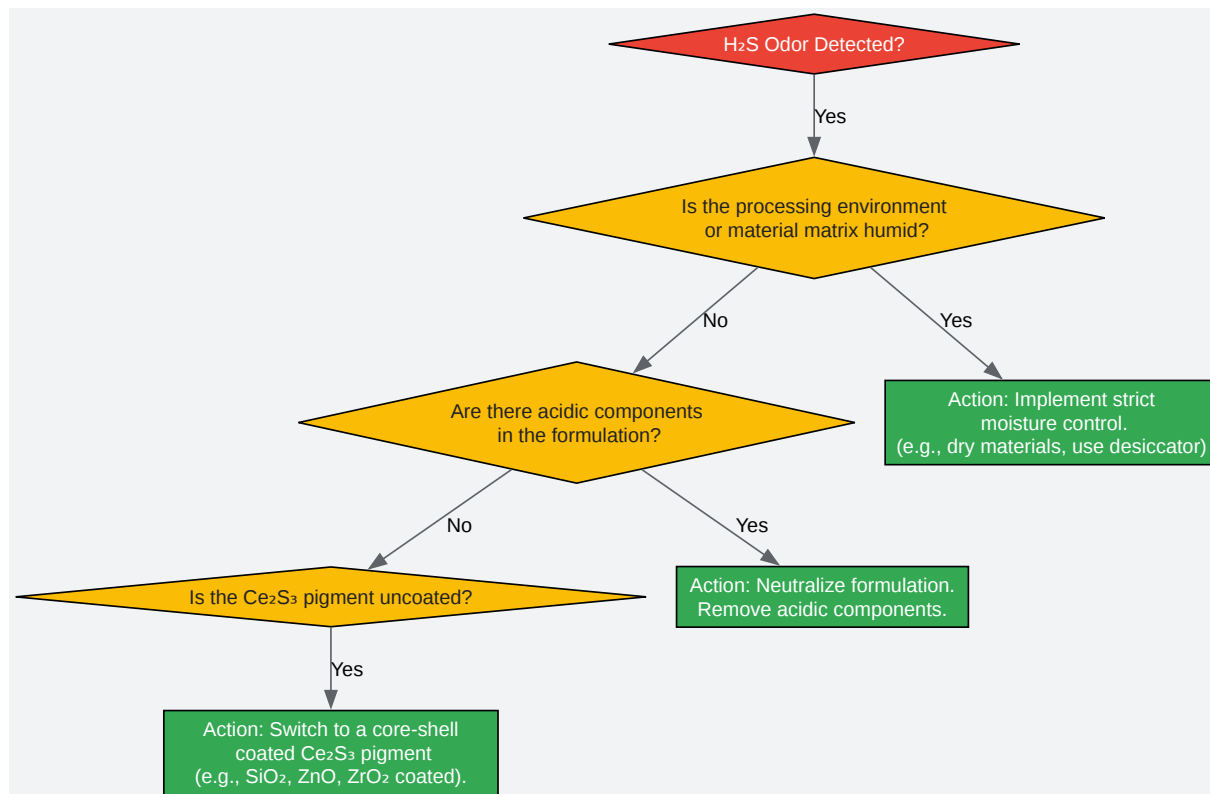 H₂S Odor Detected?
Yes
Is the processing environment
or material matrix humid?
No
Yes
Are there acidic components
in the formulation?
Action: Implement strict
moisture control.
(e.g., dry materials, use desiccator)
No
Yes
Is the Ce₂S₃ pigment uncoated?
Action: Neutralize formulation.
Remove acidic components.
Yes
Action: Switch to a core-shell
coated Ce₂S₃ pigment
(e.g., SiO₂, ZnO, ZrO₂ coated).